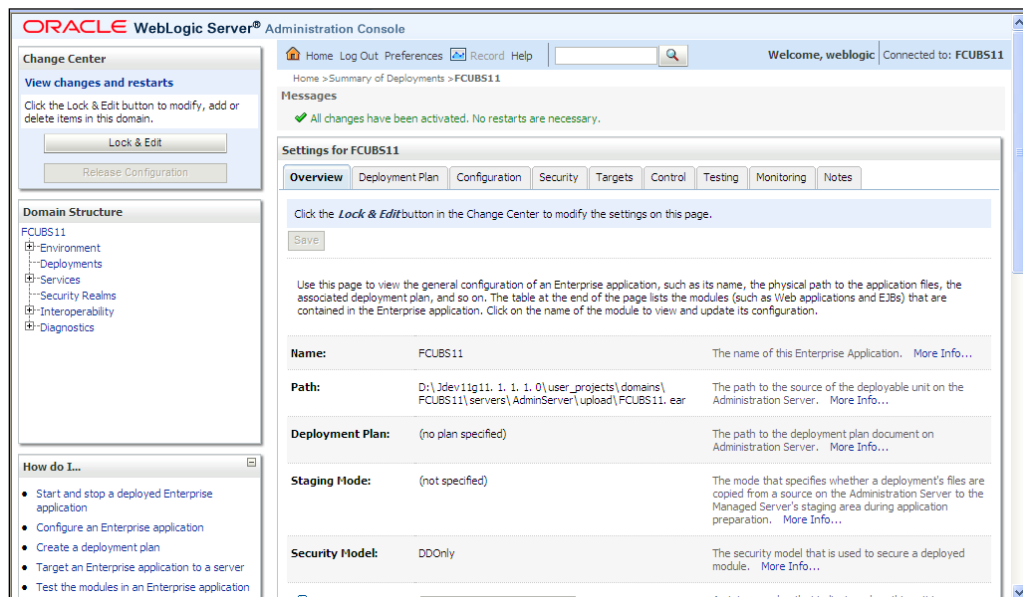 ORACLE WebLogic Server® Administration Console
Change Center
View changes and restarts
Click the Lock & Edit button to modify, add or
delete items in this domain.
Lock & Edit
Release Configuration
Domain Structure
FCUBS11
Environment
Deployments
Services
Security Realms
Interoperability
Diagnostics
How do I...
Start and stop a deployed Enterprise
application
Configure an Enterprise application
Create a deployment plan
Target an Enterprise application to a server
Test the modules in an Enterprise application
Home Log Out Preferences Record Help
Welcome, weblogic Connected to: FCUBS11
Home >Summary of Deployments >FCUBS11
Messages
All changes have been activated. No restarts are necessary.
Settings for FCUBS11
Overview Deployment Plan Configuration Security Targets Control Testing Monitoring Notes
Click the Lock & Edit button in the Change Center to modify the settings on this page.
Save
Use this page to view the general configuration of an Enterprise application, such as its name, the physical path to the application files, the
associated deployment plan, and so on. The table at the end of the page lists the modules (such as Web applications and EJBs) that are
contained in the Enterprise application. Click on the name of the module to view and update its configuration.
Name: FCUBS11 The name of this Enterprise Application. More Info...
Path: D:\Jdev11g11. 1. 1. 1. 0\user_projects\domains\ The path to the source of the deployable unit on the
FCUBS11\servers\AdminServer\upload\FCUBS11. ear Administration Server. More Info...
Deployment Plan: (no plan specified) The path to the deployment plan document on
Administration Server. More Info...
Staging Mode: (not specified) The mode that specifies whether a deployment's files are
copied from a source on the Administration Server to the
Managed Server's staging area during application
preparation. More Info...
Security Model: DDOnly The security model that is used to secure a deployed
module. More Info...